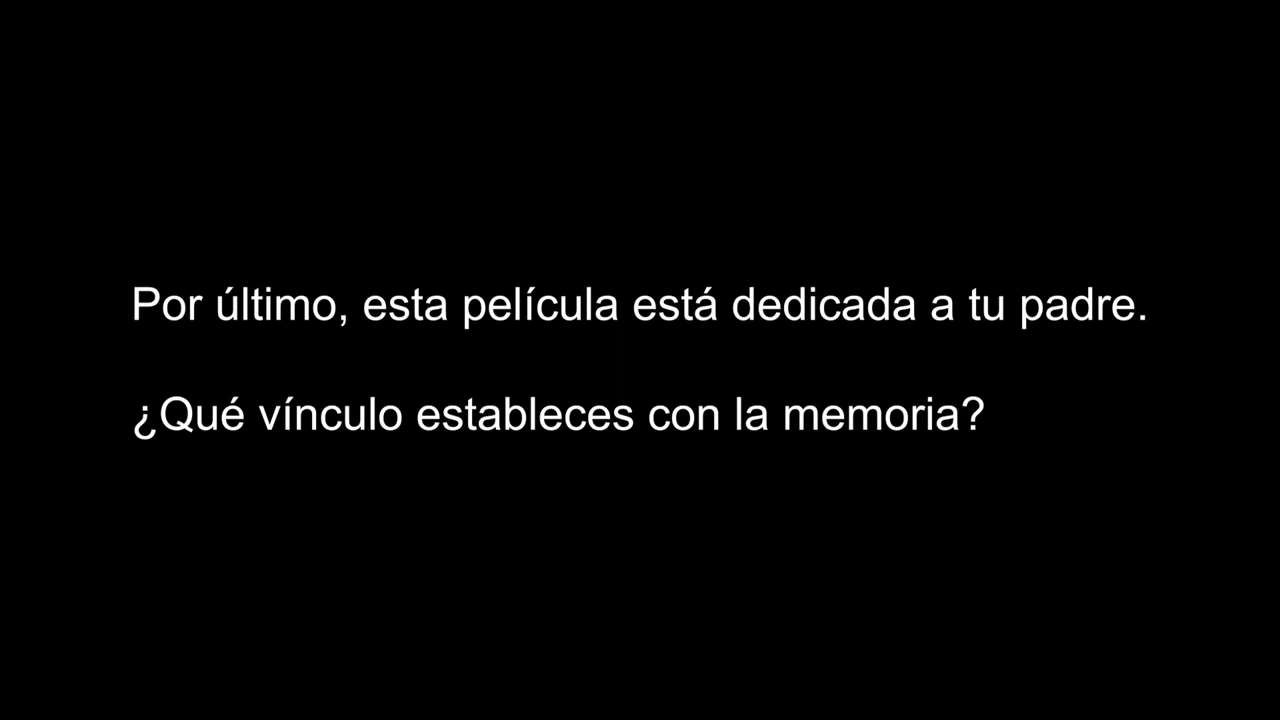 Por último, esta película está dedicada a tu padre.
¿Qué vínculo estableces con la memoria?